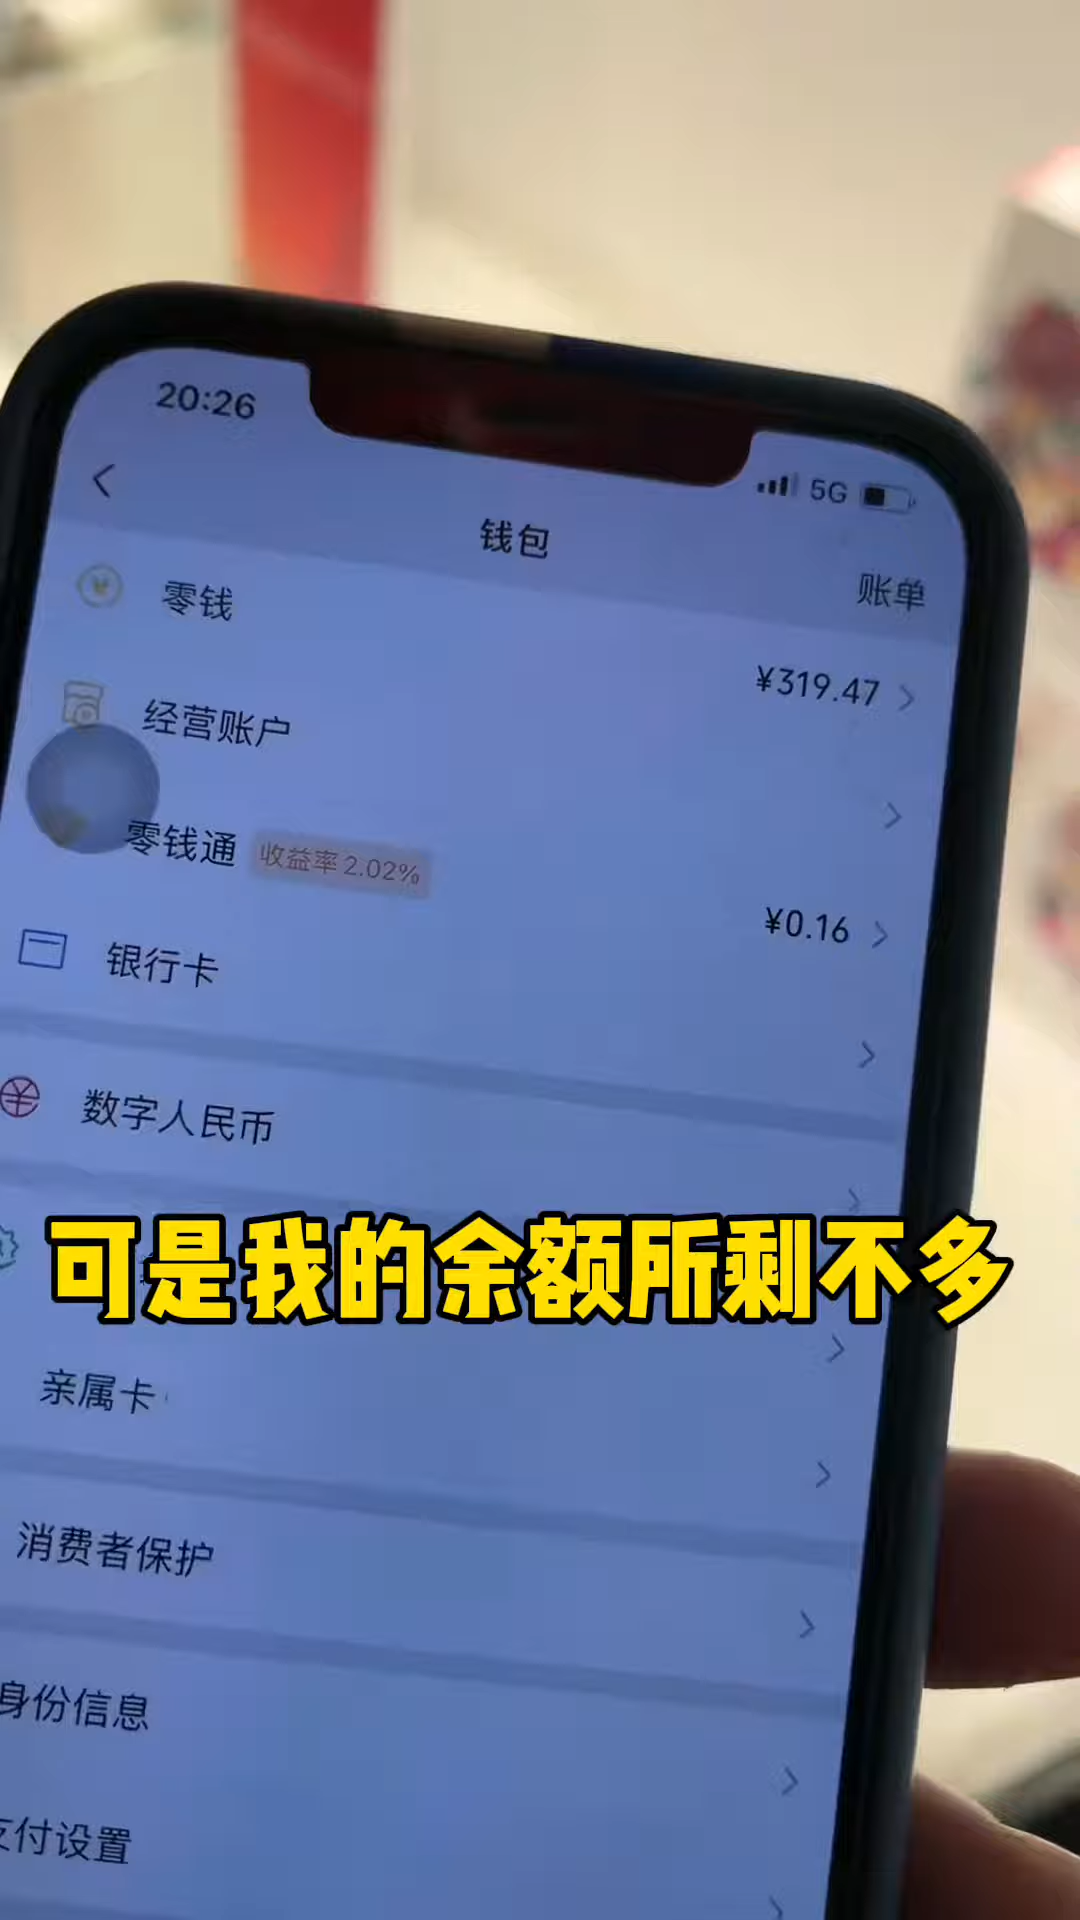 20:26
5G
钱包
账单
零钱
¥319.47
经营账户
零钱通 收益率2.02%
¥0.16
银行卡
数字人民币
可是我的余额所剩不多
亲属卡
消费者保护
身份信息
支付设置